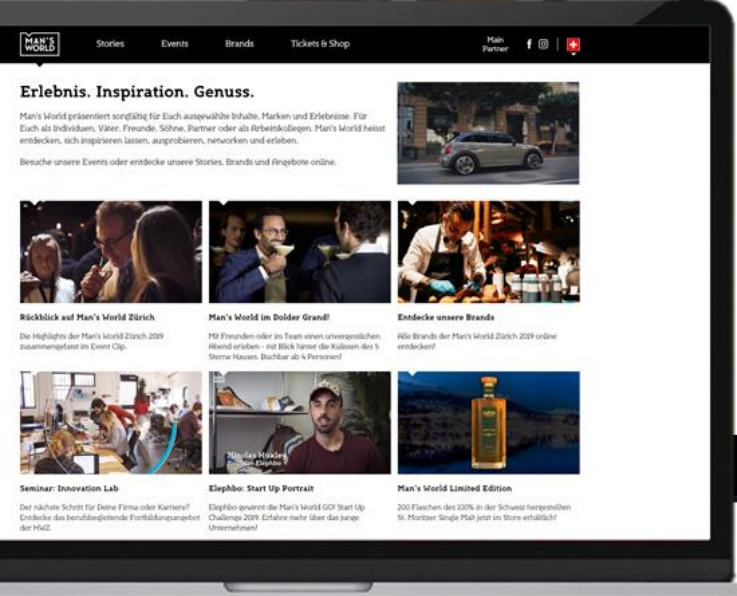 MAN'S
WORLD
Stories
Events
Brands
Tickets & Shop
Main
Partner
Erlebnis. Inspiration. Genuss.
Man's World präsentiert sorgfältig für Euch ausgewählte Inhalte, Marken und Erlebnisse. Für
Euch als Individuen, Väter, Freunde, Söhne, Partner oder als Arbeitskollegen. Man's World heisst
entdecken, sich inspirieren lassen, ausprobieren, networken und erleben.
Besuche unsere Events oder entdecke unsere Stories, Brands und Angebote online.
Rückblick auf Man's World Zürich
Die Highlights der Man's World Zürich 2019
zusammengefasst im Event Clip.
Man's World im Dolder Grand!
Mit Freunden oder im Team einen unvergesslichen
Abend erleben - mit Blick hinter die Kulissen des 5
Sterne Hauses. Buchbar ab 4 Personen!
Entdecke unsere Brands
Alle Brands der Man's World Zürich 2019 online
entdecken!
Nicolas Huxley
Founder Elephbo
Seminar: Innovation Lab
Der nächste Schritt für Deine Firma oder Karriere?
Entdecke das berufsbegleitende Fortbildungsangebot
der HWZ.
Elephbo: Start Up Portrait
Elephbo gewinnt die Man's World GO! Start Up
Challenge 2019. Erfahre mehr über das junge
Unternehmen!
Man's World Limited Edition
200 Flaschen des 100% in der Schweiz hergestellten
St. Moritzer Single Malt jetzt im Store erhältlich!